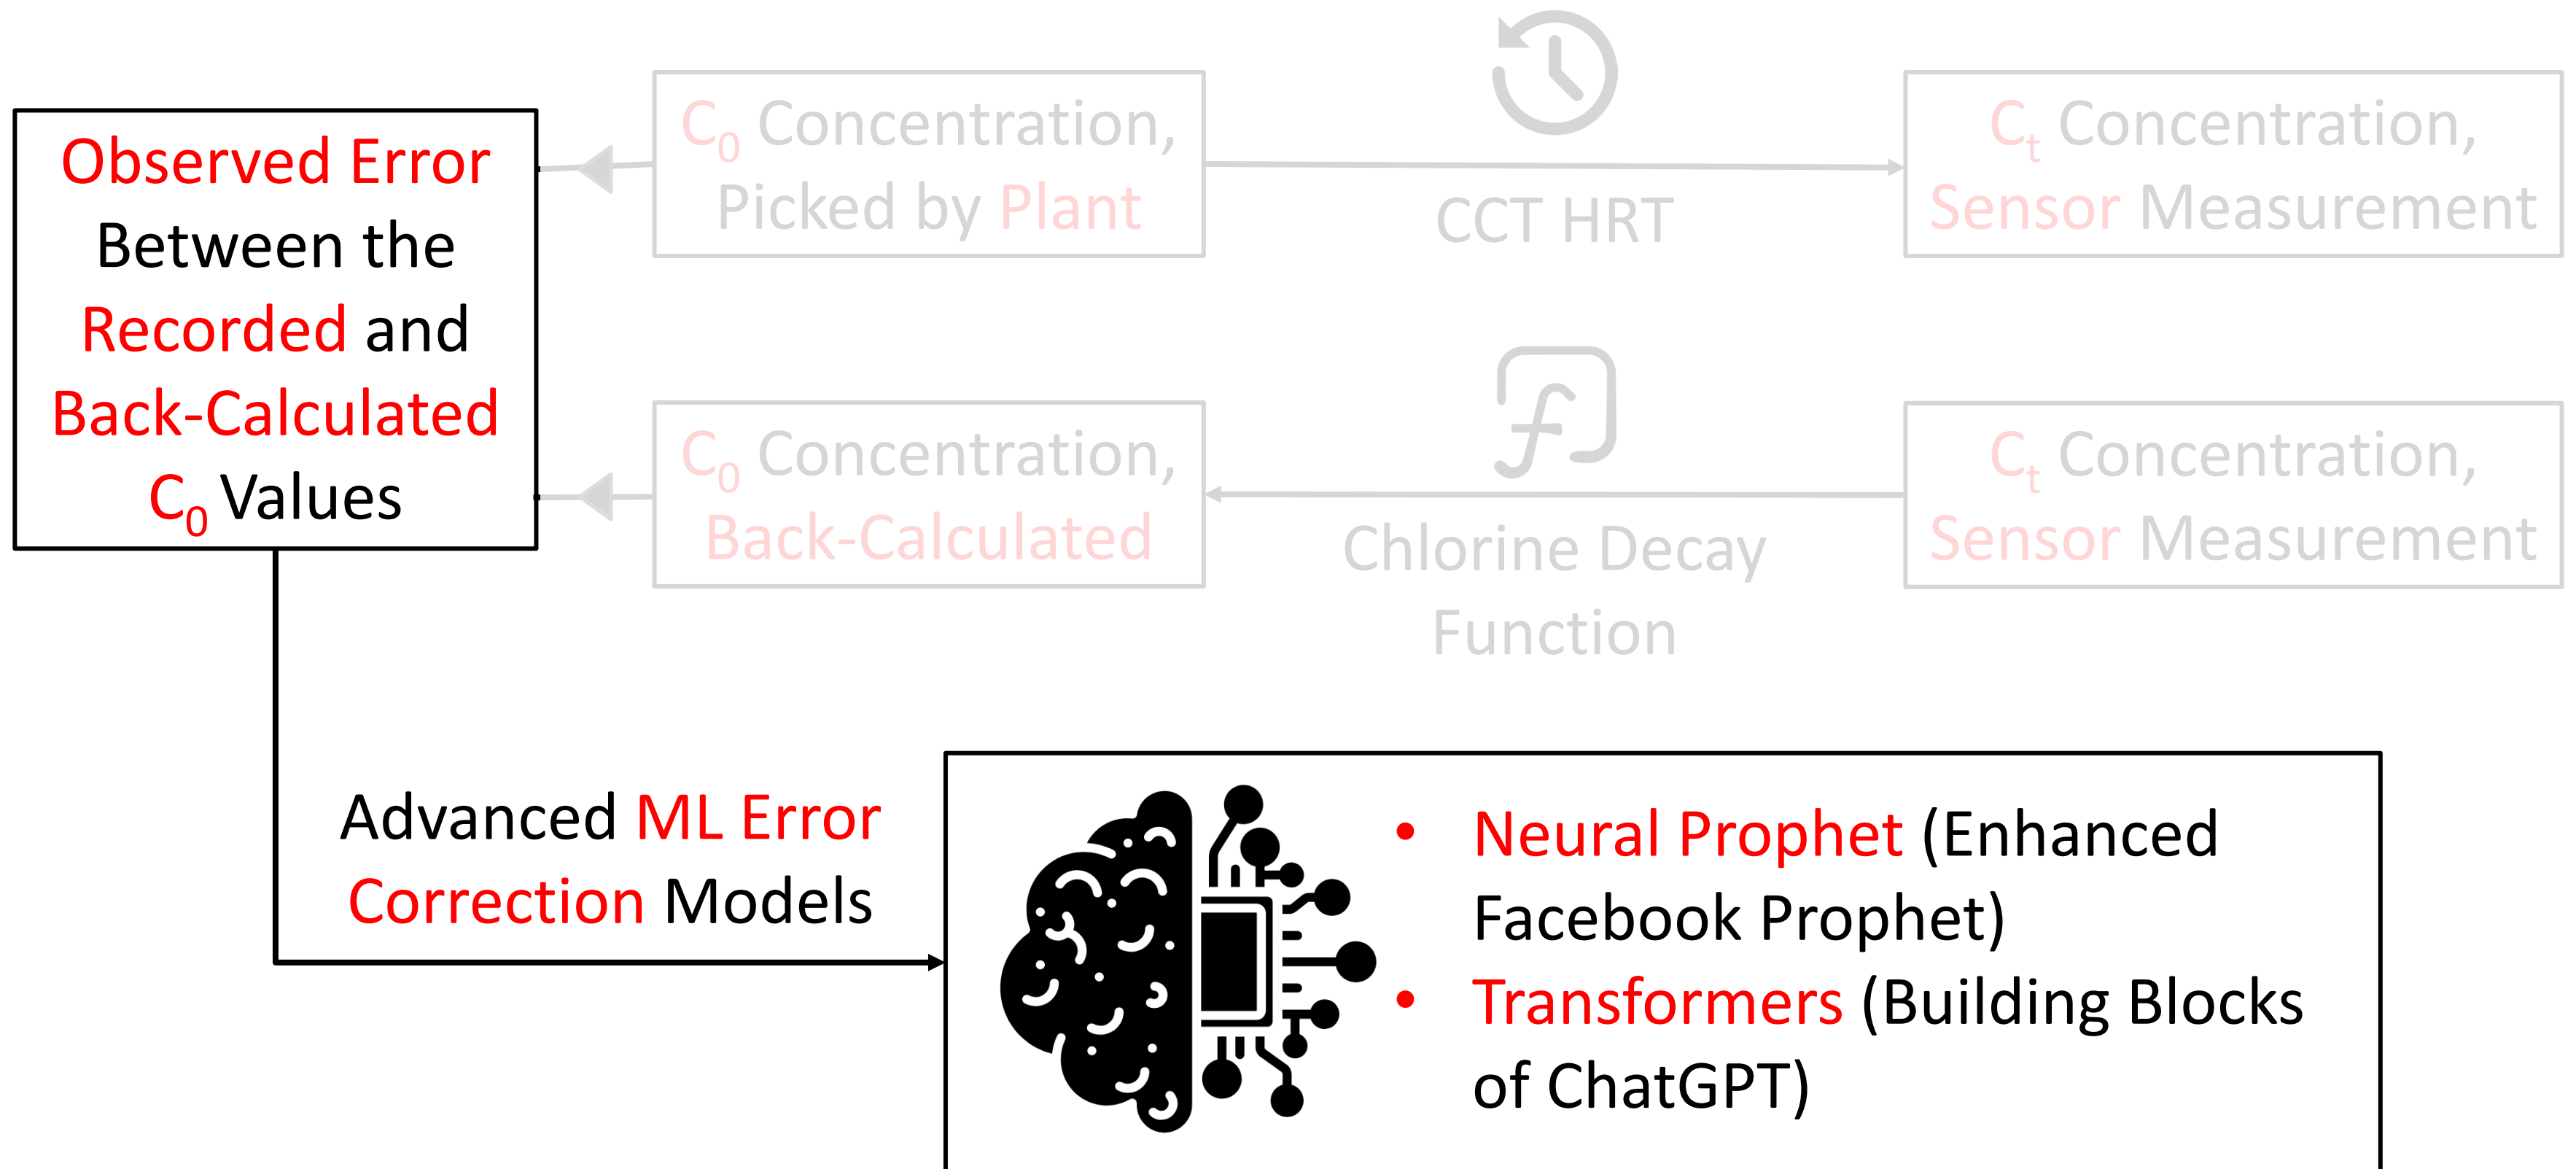 Observed Error
Between the
Recorded and
Back-Calculated
C₀ Values
C₀ Concentration,
Picked by Plant
CCT HRT
Cₜ Concentration,
Sensor Measurement
C₀ Concentration,
Back-Calculated
Chlorine Decay
Function
Cₜ Concentration,
Sensor Measurement
Advanced ML Error
Correction Models
• Neural Prophet (Enhanced
Facebook Prophet)
• Transformers (Building Blocks
of ChatGPT)